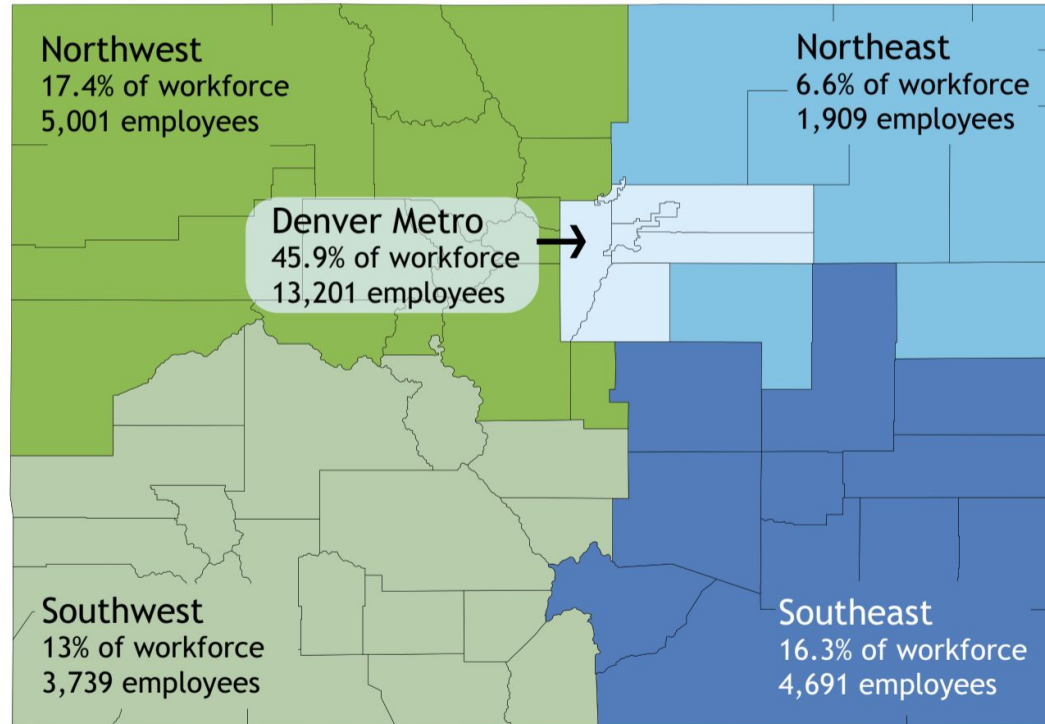 Northwest
17.4% of workforce
5,001 employees
Northeast
6.6% of workforce
1,909 employees
Denver Metro
45.9% of workforce
13,201 employees
Southwest
13% of workforce
3,739 employees
Southeast
16.3% of workforce
4,691 employees